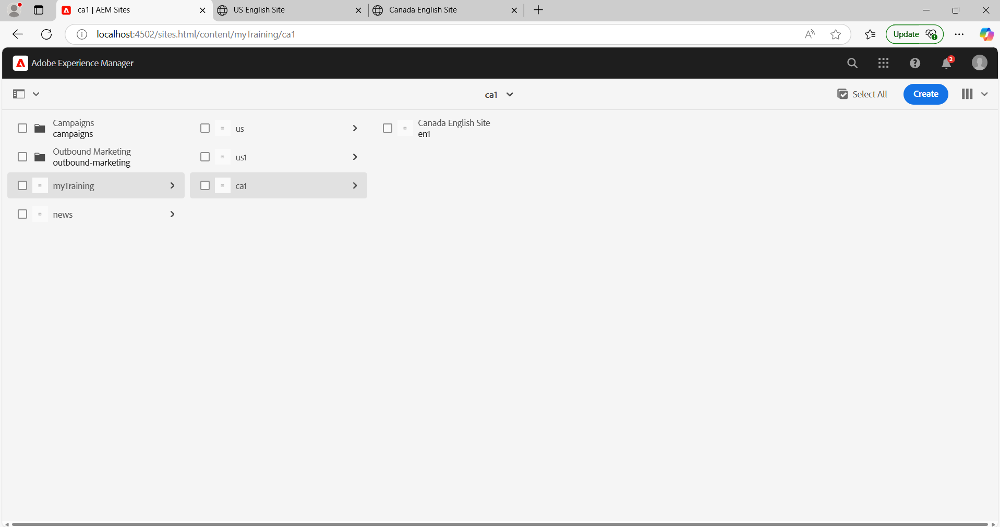 ca1 | AEM Sites
US English Site
Canada English Site
localhost:4502/sites.html/content/myTraining/ca1
Update
Adobe Experience Manager
2
ca1
Select All
Create
Campaigns
campaigns
Outbound Marketing
outbound-marketing
myTraining
news
us
us1
ca1
Canada English Site
en1